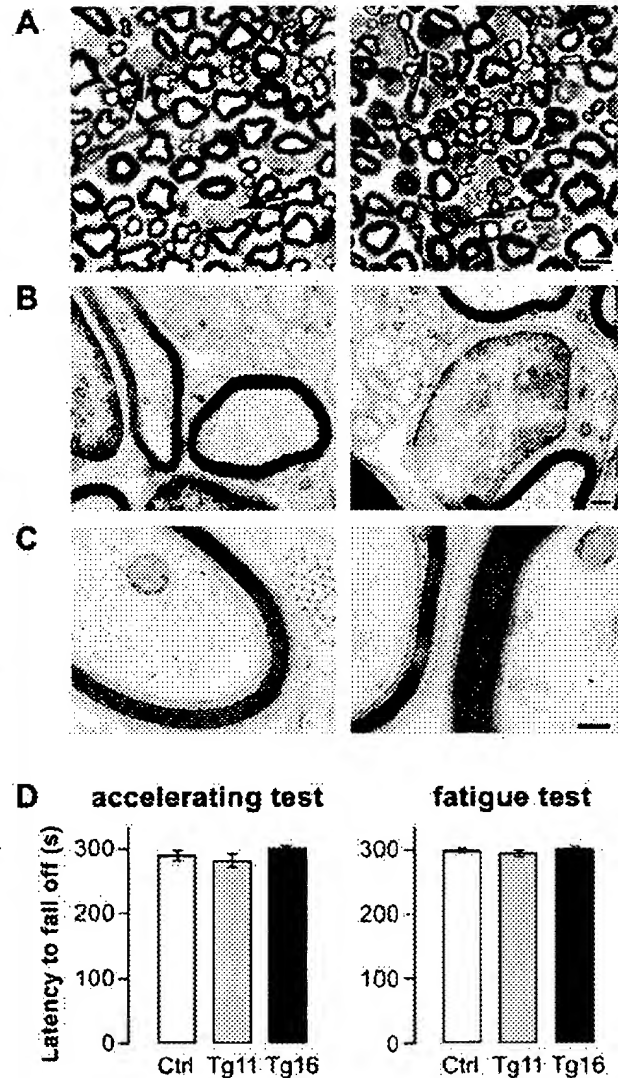 A
B
C
D accelerating test fatigue test
Latency to fall off (s)
300 300
200 200
100 100
0 0
Ctrl Tg11 Tg16 Ctrl Tg11 Tg16